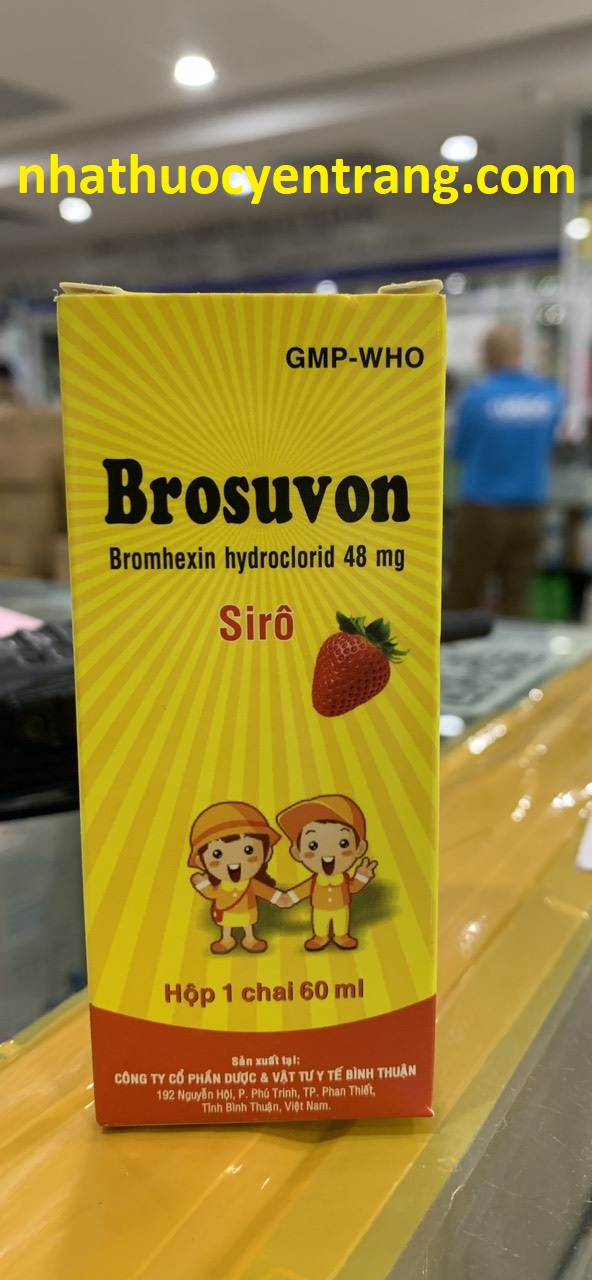 nhathuocyentrang.com
GMP-WHO
Brosuvon
Bromhexin hydroclorid 48 mg
Sirô
Hộp 1 chai 60 ml
Sản xuất tại:
CÔNG TY CỔ PHẦN DƯỢC & VẬT TƯ Y TẾ BÌNH THUẬN
192 Nguyễn Hội, P. Phú Trinh, TP. Phan Thiết,
Tỉnh Bình Thuận, Việt Nam.